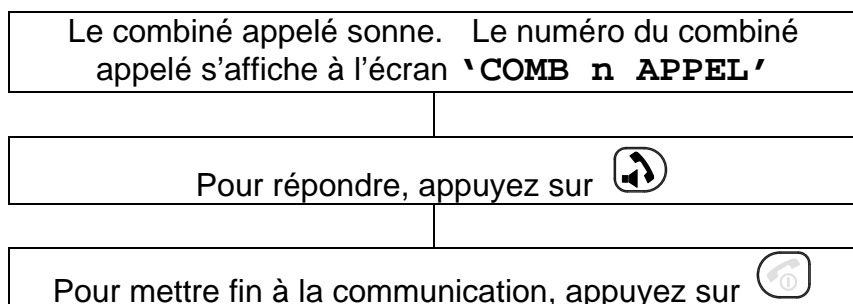 Le combiné appelé sonne. Le numéro du combiné
appelé s’affiche à l’écran ‘COMB n APPEL’
Pour répondre, appuyez sur
Pour mettre fin à la communication, appuyez sur